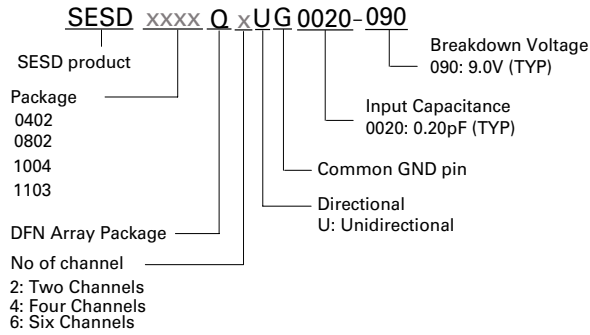 SESD xxxx Q x U G 0020-090
SESD product
Package
0402
0802
1004
1103
DFN Array Package
No of channel
2: Two Channels
4: Four Channels
6: Six Channels
Breakdown Voltage
090: 9.0V (TYP)
Input Capacitance
0020: 0.20pF (TYP)
Common GND pin
Directional
U: Unidirectional